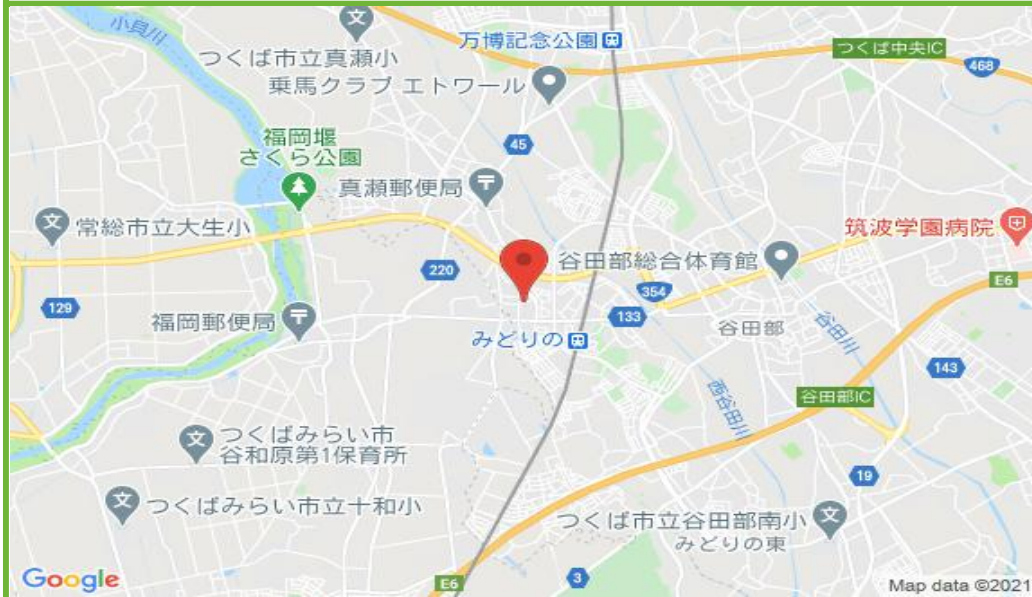 小貝川
つくば市立真瀬小
万博記念公園
つくば中央IC
468
乗馬クラブ エトワール
45
福岡堰
さくら公園
真瀬郵便局
常総市立大生小
筑波学園病院
谷田部総合体育館
220
E6
354
129
133
福岡郵便局
谷田部
谷田川
みどりの
143
西谷田川
谷田部IC
つくばみらい市
谷和原第1保育所
19
つくばみらい市立十和小
つくば市立谷田部南小
みどりの東
Google
E6
3
Map data ©2021
文
文
文
文
文